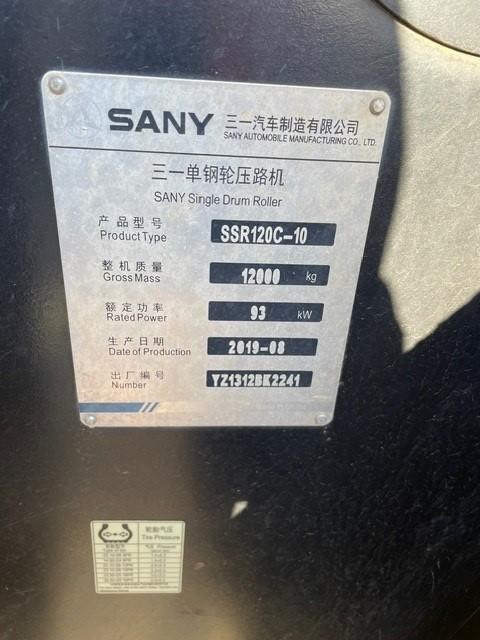 SANY 三一汽车制造有限公司
SANY AUTOMOBILE MANUFACTURING CO., LTD.
三一单钢轮压路机
SANY Single Drum Roller
产品型号 SSR120C-10
Product Type
整机质量 12000 kg
Gross Mass
额定功率 93 kW
Rated Power
生产日期 2019-08
Date of Production
出厂编号 YZ1312BK2241
Number
轮胎气压
Tire Pressure